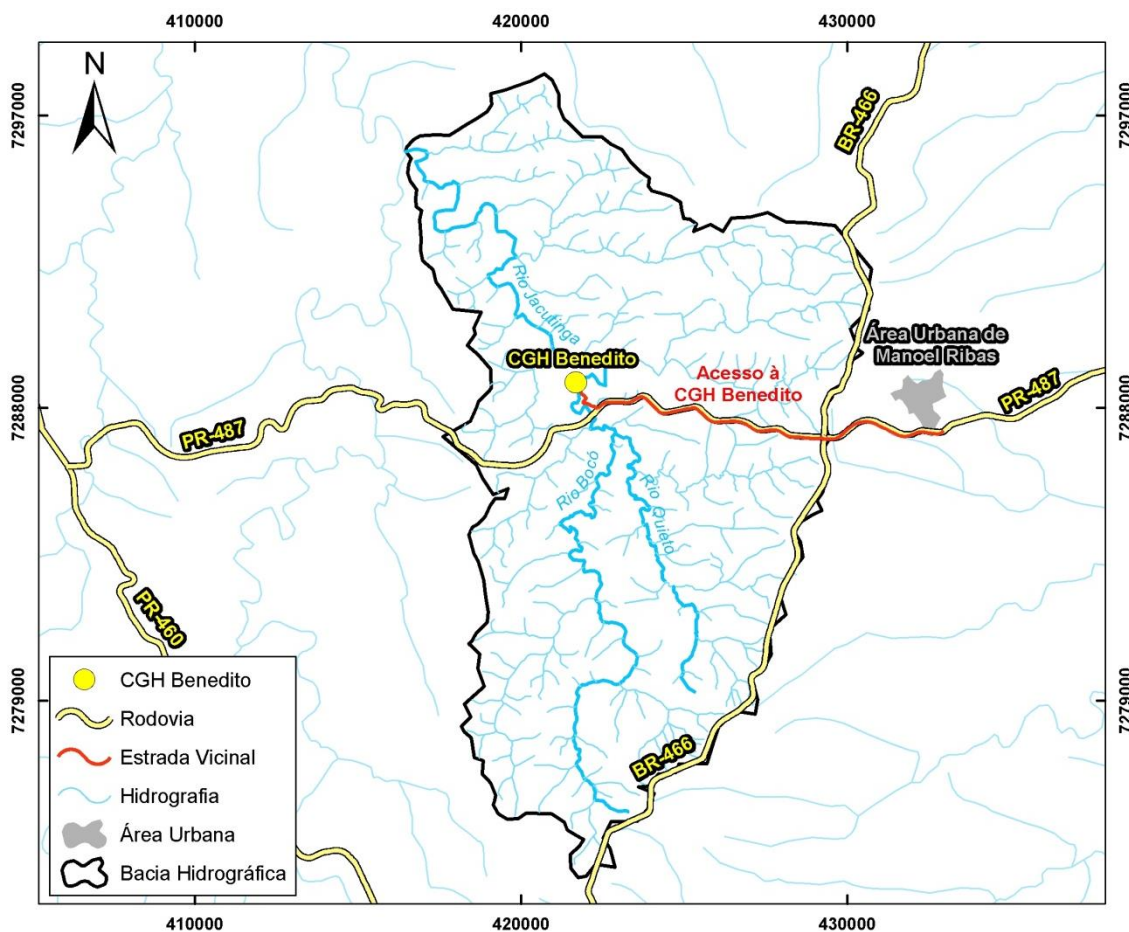 410000
420000
430000
N
7297000
7297000
BR-466
Rio Jacutinga
Área Urbana de
Manoel Ribas
CGH Benedito
Acesso à
CGH Benedito
7288000
7288000
PR-487
PR-487
Rio Bocó
Rio Quieto
PR-460
7279000
7279000
BR-466
CGH Benedito
Rodovia
Estrada Vicinal
Hidrografia
Área Urbana
Bacia Hidrográfica
410000
420000
430000